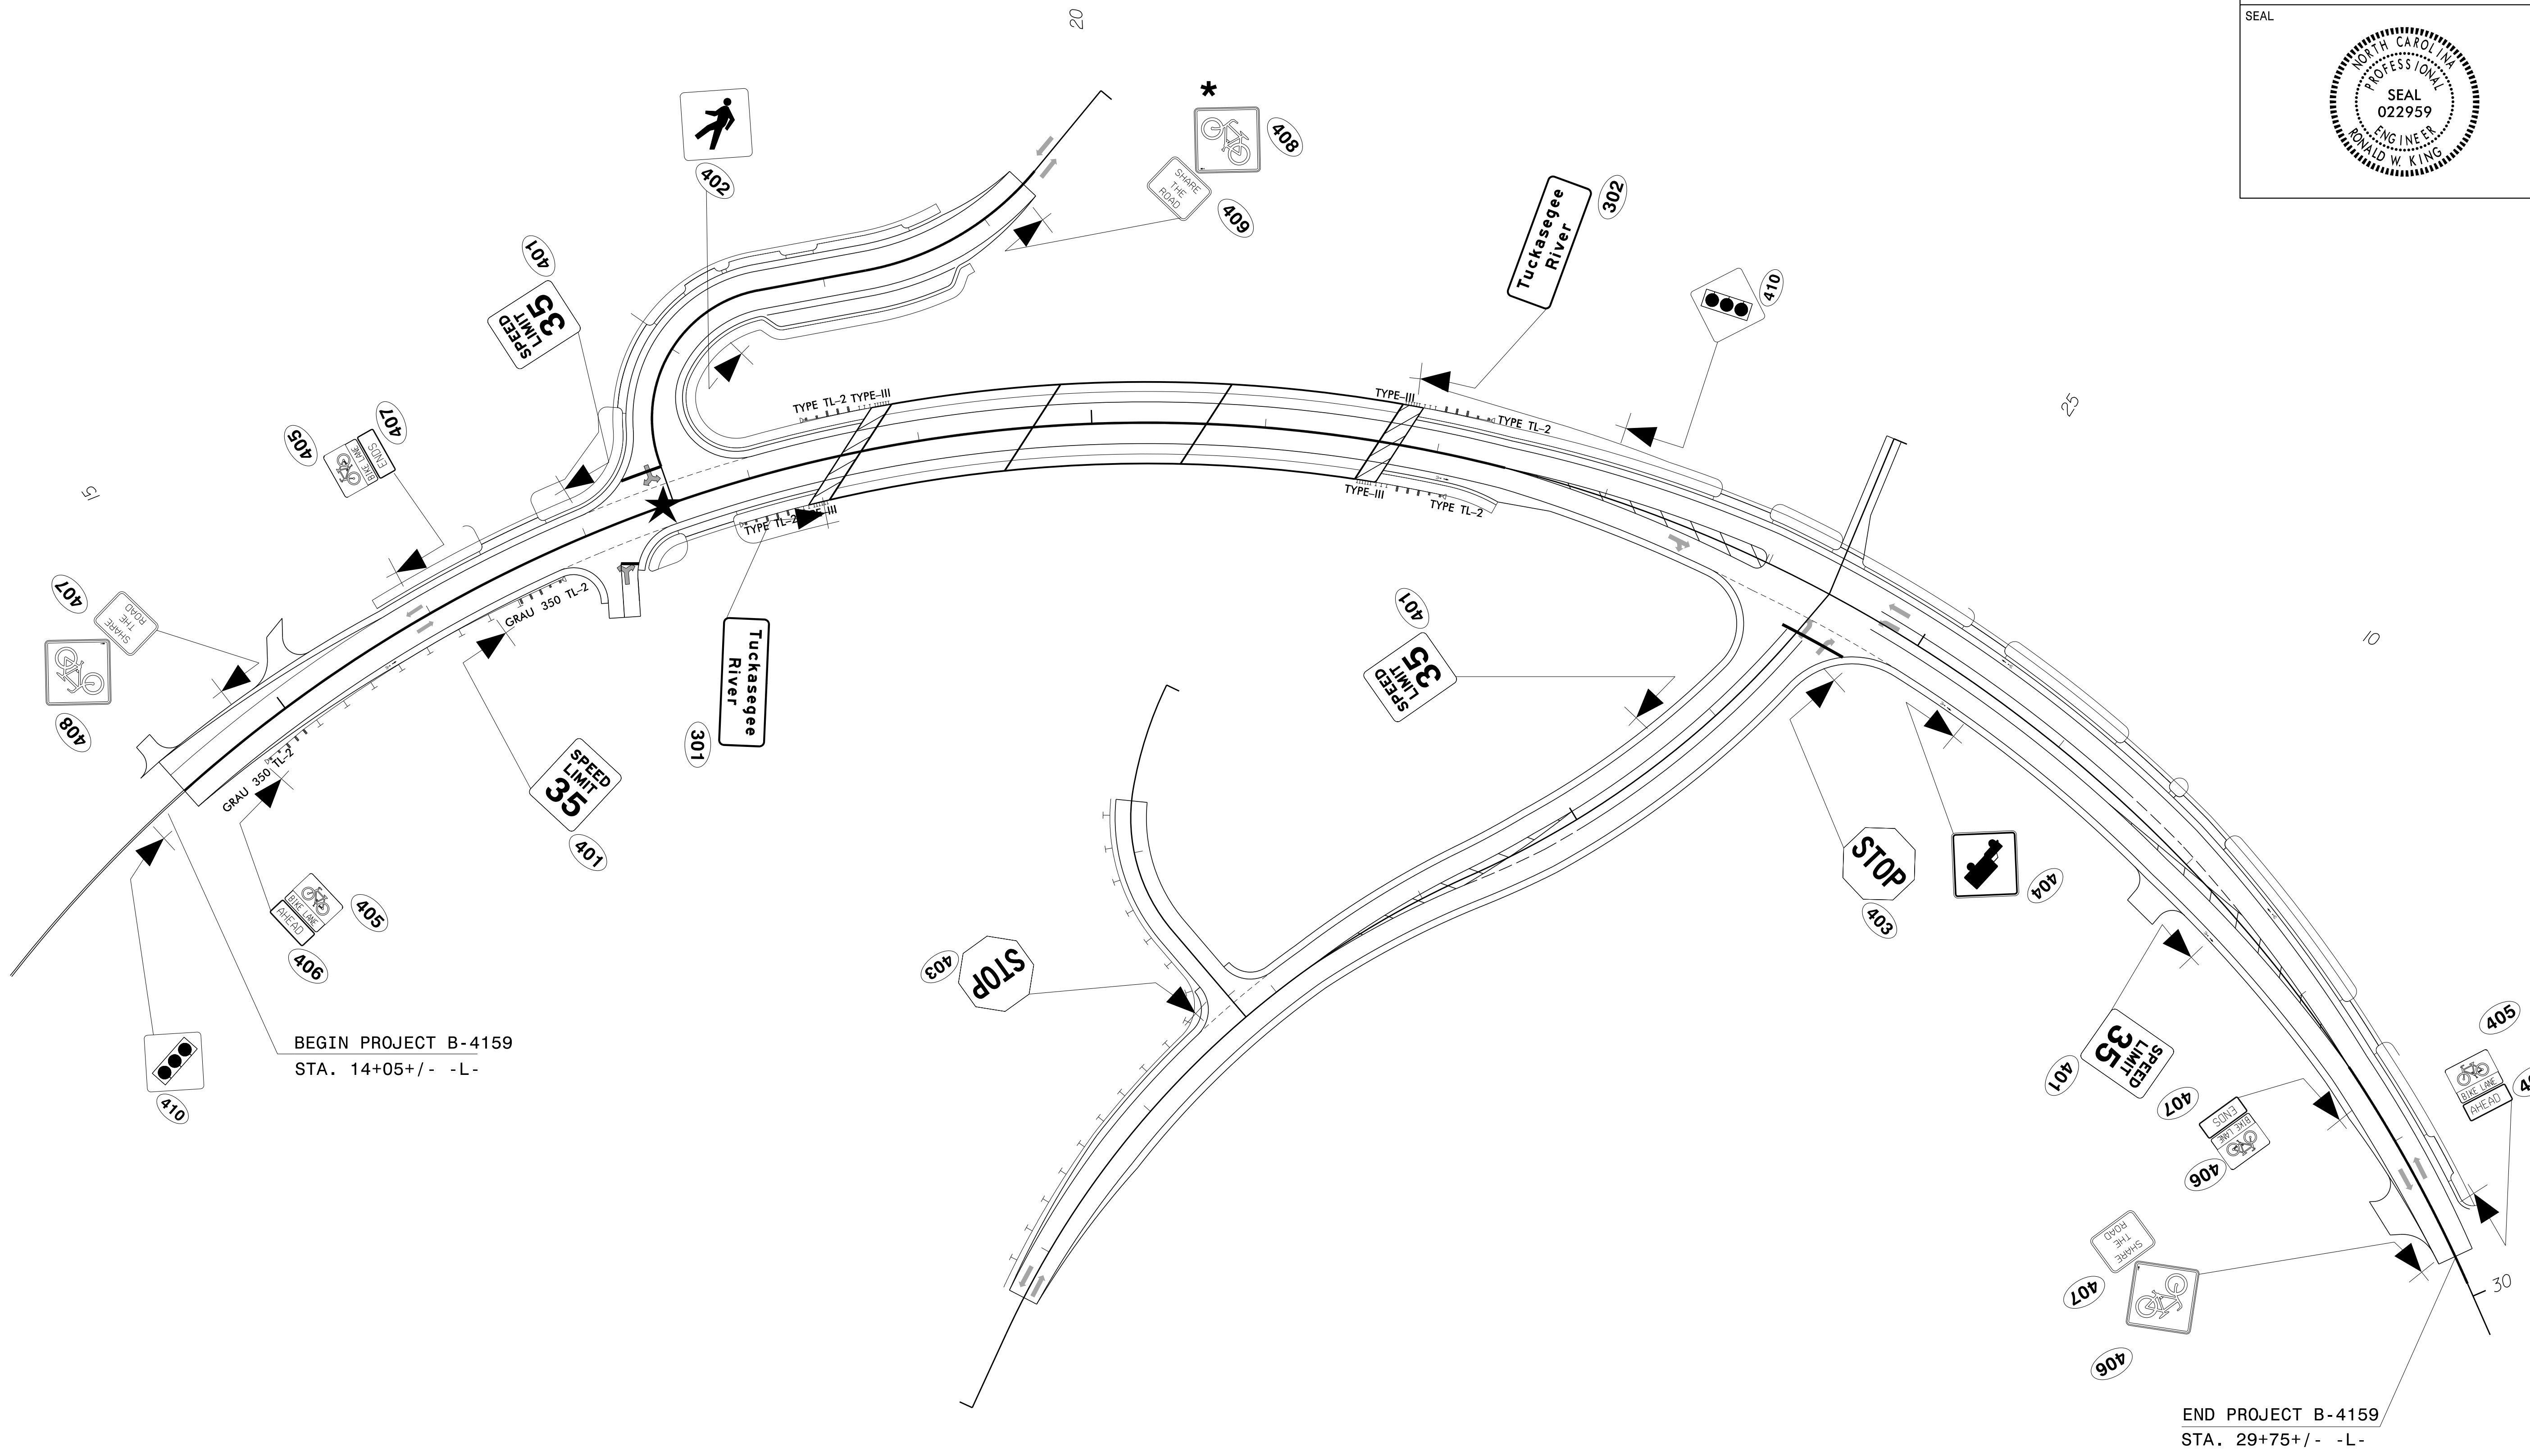 SEAL
NORTH CAROLINA
PROFESSIONAL
SEAL
022959
ENGINEER
RONALD W. KING
20
*
408
SHARE
THE
ROAD
409
402
401
SPEED
LIMIT
35
Tuckasegee
River
302
410
25
405
407
BIKE LANE
ENDS
15
TYPE TL-2 TYPE-III
TYPE-III
TYPE TL-2
TYPE TL-2
TYPE-III
TYPE-III
TYPE TL-2
407
SHARE
THE
ROAD
408
GRAU 350 TL-2
GRAU 350 TL-2
401
SPEED
LIMIT
35
10
301
Tuckasegee
River
SPEED
LIMIT
35
401
STOP
403
404
405
BIKE LANE
AHEAD
406
STOP
403
410
BEGIN PROJECT B-4159
STA. 14+05+/- -L-
401
SPEED
LIMIT
35
405
BIKE LANE
AHEAD
407
ENDS
BIKE LANE
406
SHARE
THE
ROAD
407
406
30
END PROJECT B-4159
STA. 29+75+/- -L-